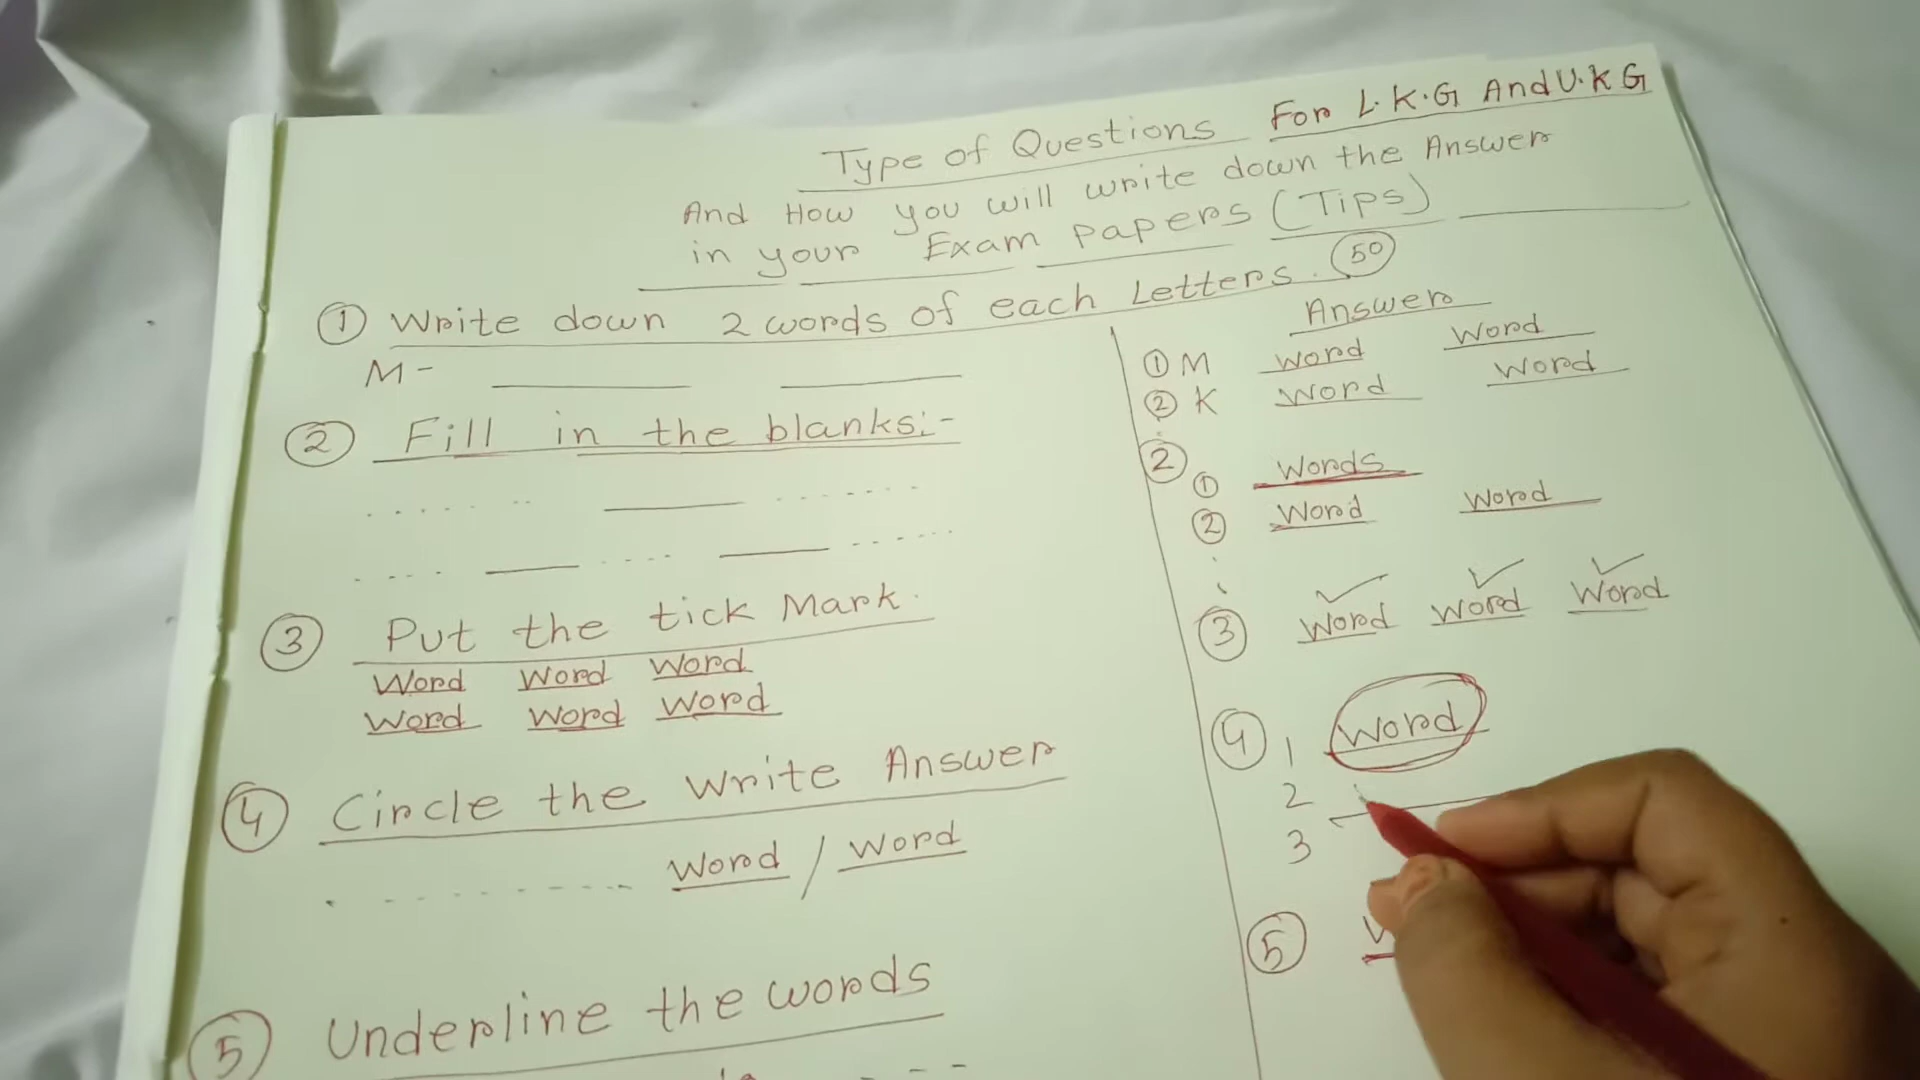 Type of Questions For L.K.G And U.K G
And How you will write down the Answer
in your Exam papers (Tips)
① Write down 2 words of each Letters. 50
M -
② Fill in the blanks:-
③ Put the tick Mark.
Word Word Word
Word Word Word
④ Circle the Write Answer
Word / Word
⑤ Underline the words
Answer
① M Word Word
② K Word Word
②
① Words
② Word Word
③ Word Word Word
④ 1 Word
2
3
⑤